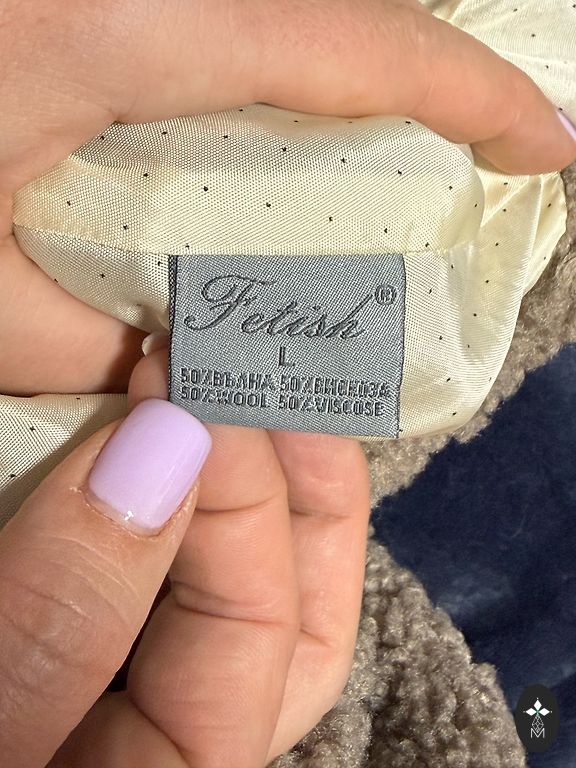 Fetish®
L
50%ВЪЛНА 50%ВИСКОЗА
50%WOOL 50%VISCOSE
M